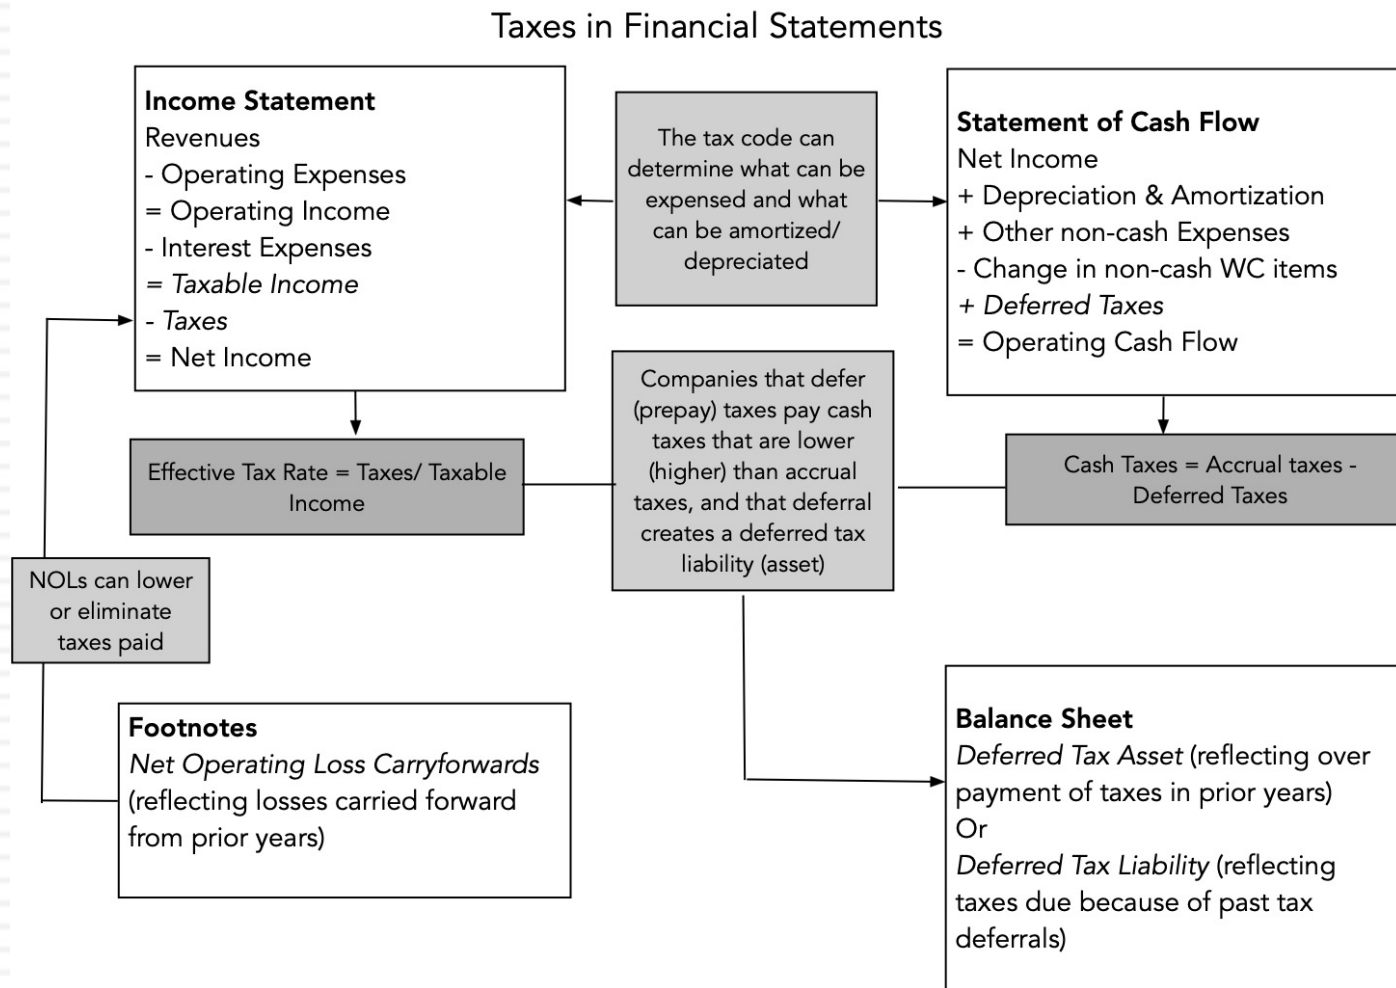 Taxes in Financial Statements
Income Statement
Revenues
- Operating Expenses
= Operating Income
- Interest Expenses
= Taxable Income
- Taxes
= Net Income
The tax code can
determine what can be
expensed and what
can be amortized/
depreciated
Statement of Cash Flow
Net Income
+ Depreciation & Amortization
+ Other non-cash Expenses
- Change in non-cash WC items
+ Deferred Taxes
= Operating Cash Flow
Effective Tax Rate = Taxes/ Taxable
Income
Companies that defer
(prepay) taxes pay cash
taxes that are lower
(higher) than accrual
taxes, and that deferral
creates a deferred tax
liability (asset)
Cash Taxes = Accrual taxes -
Deferred Taxes
NOLs can lower
or eliminate
taxes paid
Footnotes
Net Operating Loss Carryforwards
(reflecting losses carried forward
from prior years)
Balance Sheet
Deferred Tax Asset (reflecting over
payment of taxes in prior years)
Or
Deferred Tax Liability (reflecting
taxes due because of past tax
deferrals)